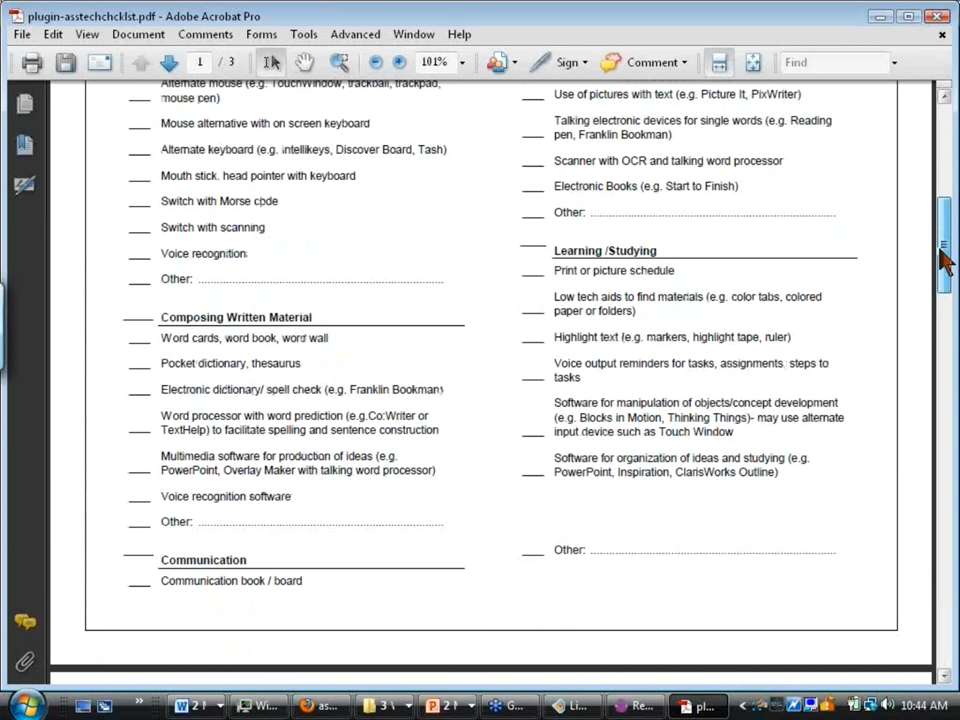 plugin-asstechchcklst.pdf - Adobe Acrobat Pro
File Edit View Document Comments Forms Tools Advanced Window Help
1 / 3 101% Sign Comment Find
Alternate mouse (e.g. TouchWindow, trackball, trackpad,
mouse pen)
Mouse alternative with on screen keyboard
Alternate keyboard (e.g. Intellikeys, Discover Board, Tash)
Mouth stick, head pointer with keyboard
Switch with Morse code
Switch with scanning
Voice recognition
Other:
Composing Written Material
Word cards, word book, word wall
Pocket dictionary, thesaurus
Electronic dictionary/ spell check (e.g. Franklin Bookman)
Word processor with word prediction (e.g.Co:Writer or
TextHelp) to facilitate spelling and sentence construction
Multimedia software for production of ideas (e.g.
PowerPoint, Overlay Maker with talking word processor)
Voice recognition software
Other:
Communication
Communication book / board
Use of pictures with text (e.g. Picture It, PixWriter)
Talking electronic devices for single words (e.g. Reading
pen, Franklin Bookman)
Scanner with OCR and talking word processor
Electronic Books (e.g. Start to Finish)
Other:
Learning /Studying
Print or picture schedule
Low tech aids to find materials (e.g. color tabs, colored
paper or folders)
Highlight text (e.g. markers, highlight tape, ruler)
Voice output reminders for tasks, assignments, steps to
tasks
Software for manipulation of objects/concept development
(e.g. Blocks in Motion, Thinking Things)- may use alternate
input device such as Touch Window
Software for organization of ideas and studying (e.g.
PowerPoint, Inspiration, ClarisWorks Outline)
Other:
2 Wi... as... 3 2 G... Li... Re... pl... 10:44 AM